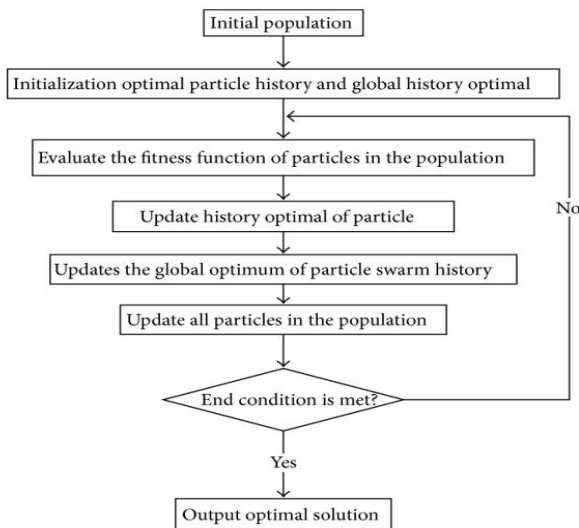 Initial population
Initialization optimal particle history and global history optimal
Evaluate the fitness function of particles in the population
No
Update history optimal of particle
Updates the global optimum of particle swarm history
Update all particles in the population
End condition is met?
Yes
Output optimal solution